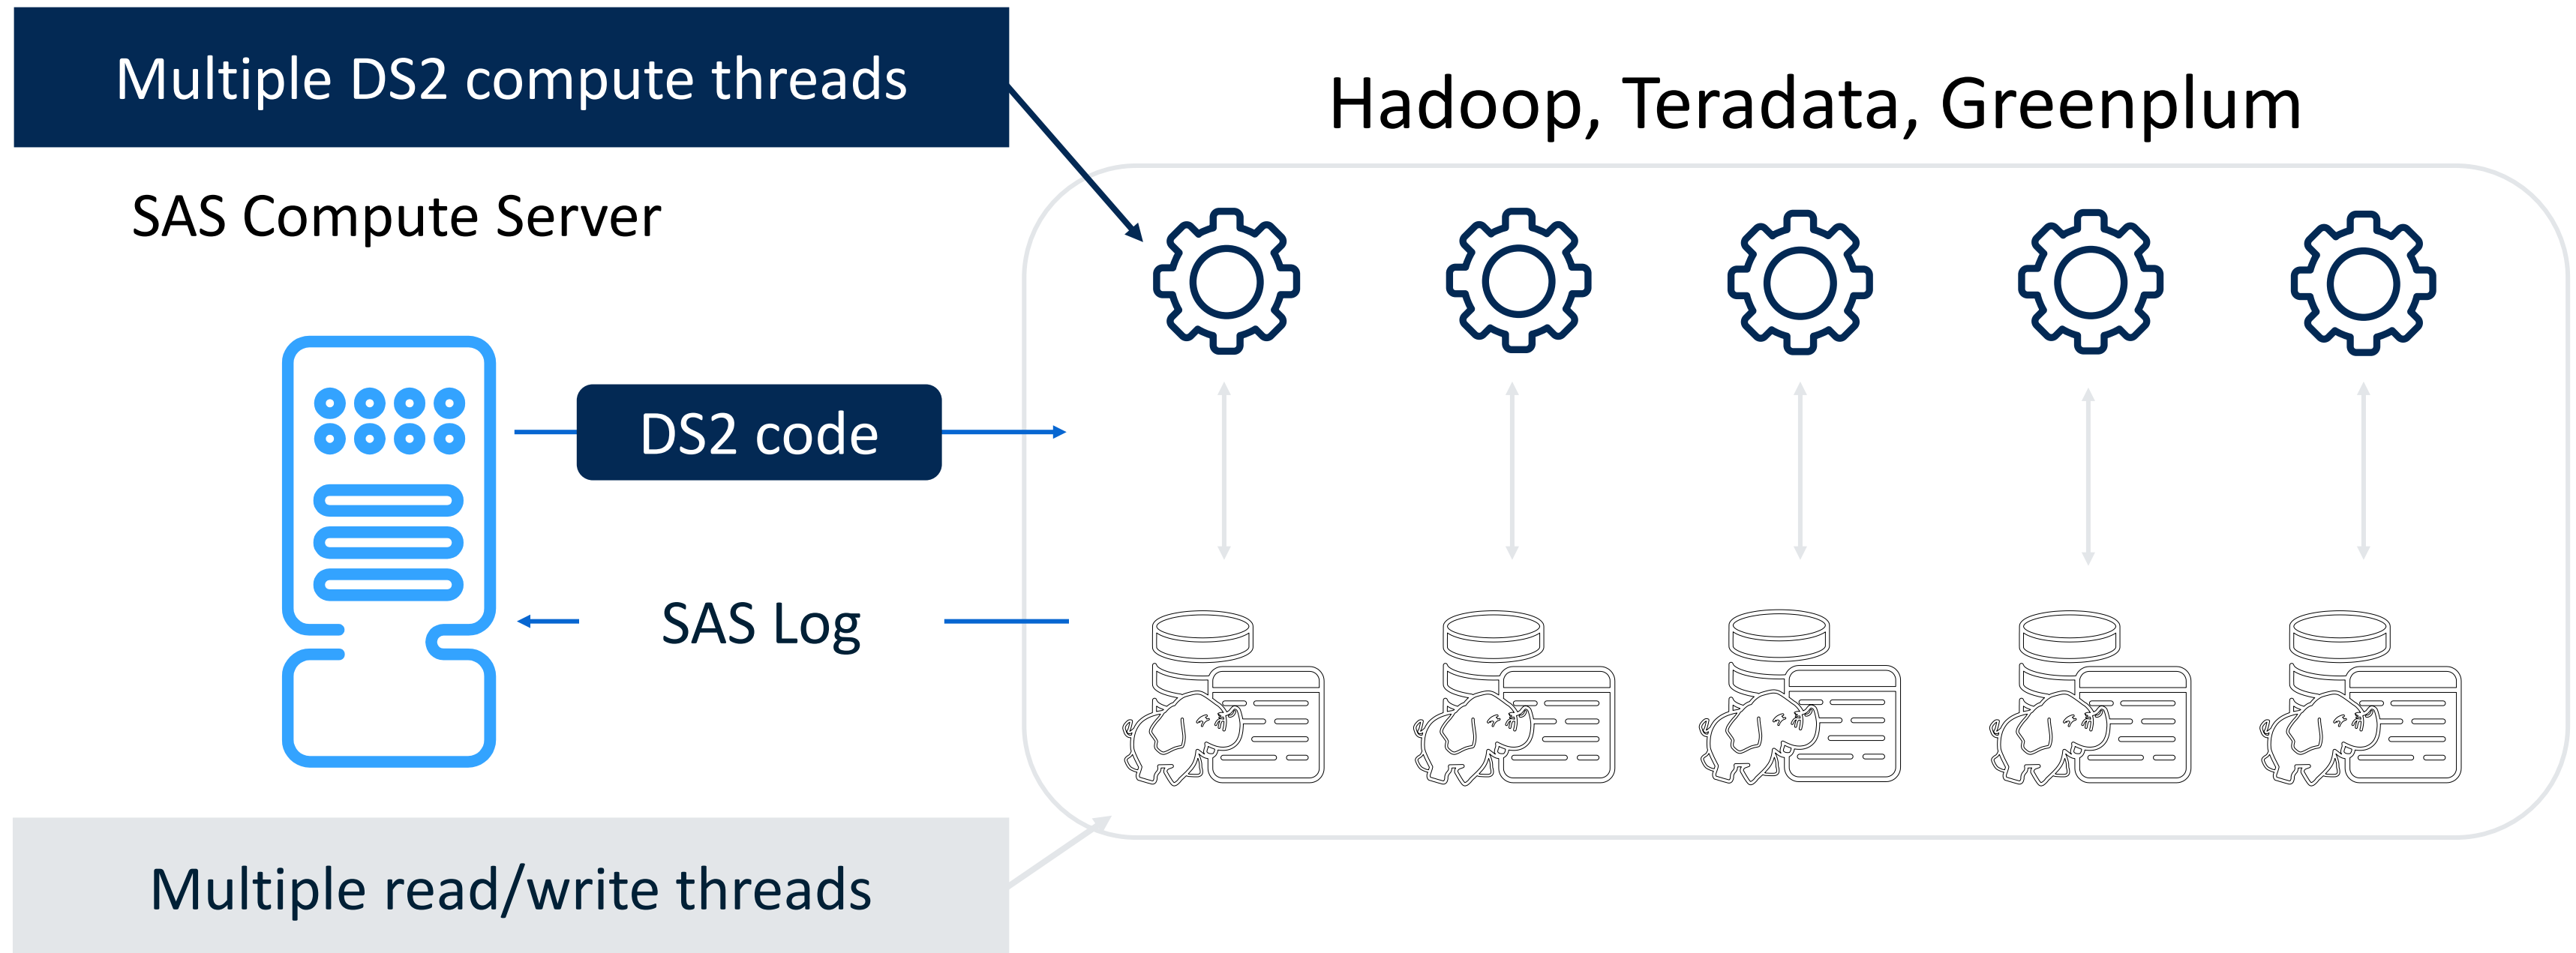 Multiple DS2 compute threads
Hadoop, Teradata, Greenplum
SAS Compute Server
DS2 code
SAS Log
Multiple read/write threads